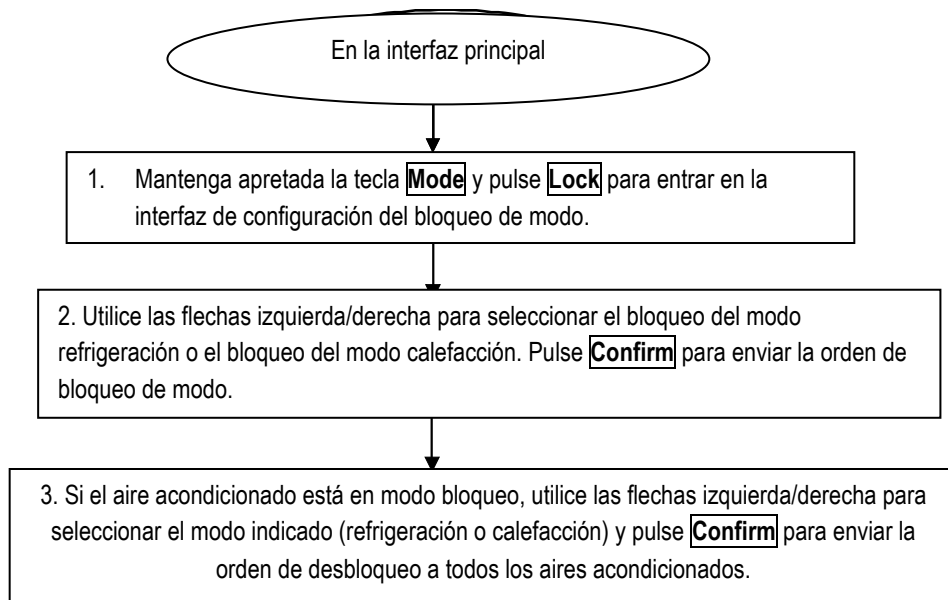 En la interfaz principal
1. Mantenga apretada la tecla Mode y pulse Lock para entrar en la
interfaz de configuración del bloqueo de modo.
2. Utilice las flechas izquierda/derecha para seleccionar el bloqueo del modo
refrigeración o el bloqueo del modo calefacción. Pulse Confirm para enviar la orden de
bloqueo de modo.
3. Si el aire acondicionado está en modo bloqueo, utilice las flechas izquierda/derecha para
seleccionar el modo indicado (refrigeración o calefacción) y pulse Confirm para enviar la
orden de desbloqueo a todos los aires acondicionados.